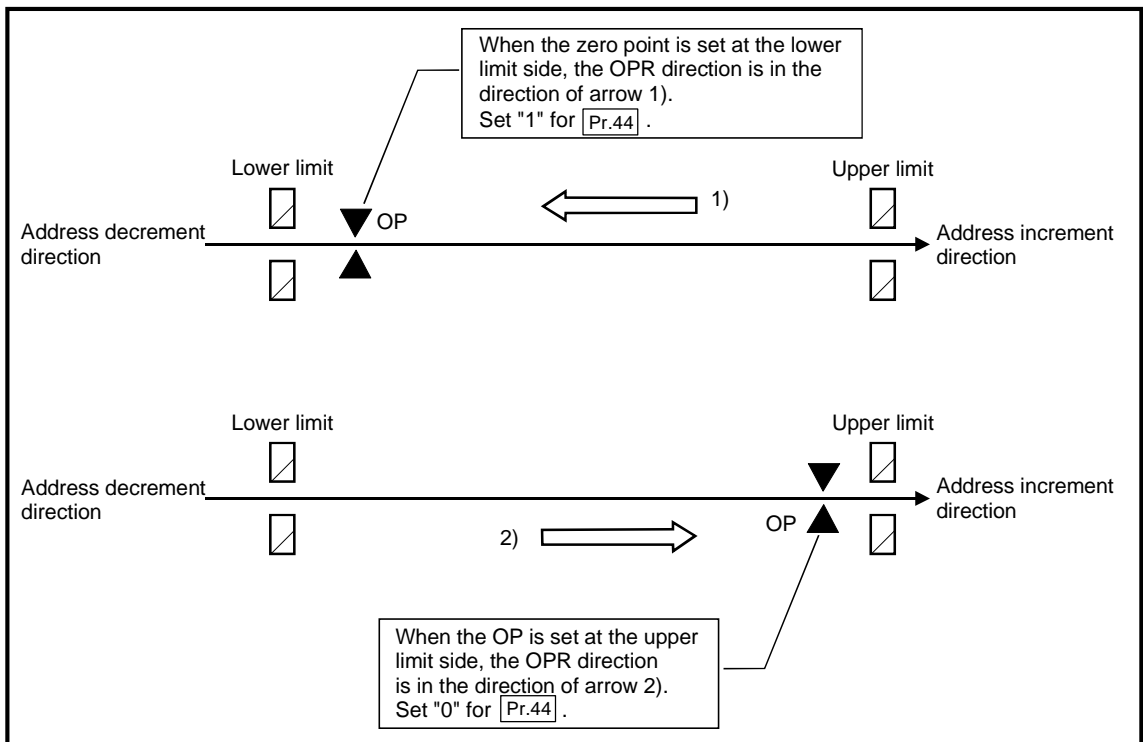 When the zero point is set at the lower
limit side, the OPR direction is in the
direction of arrow 1).
Set "1" for Pr.44 .
Lower limit
Upper limit
1)
OP
Address decrement
direction
Address increment
direction
Lower limit
Upper limit
Address decrement
direction
Address increment
direction
2)
OP
When the OP is set at the upper
limit side, the OPR direction
is in the direction of arrow 2).
Set "0" for Pr.44 .